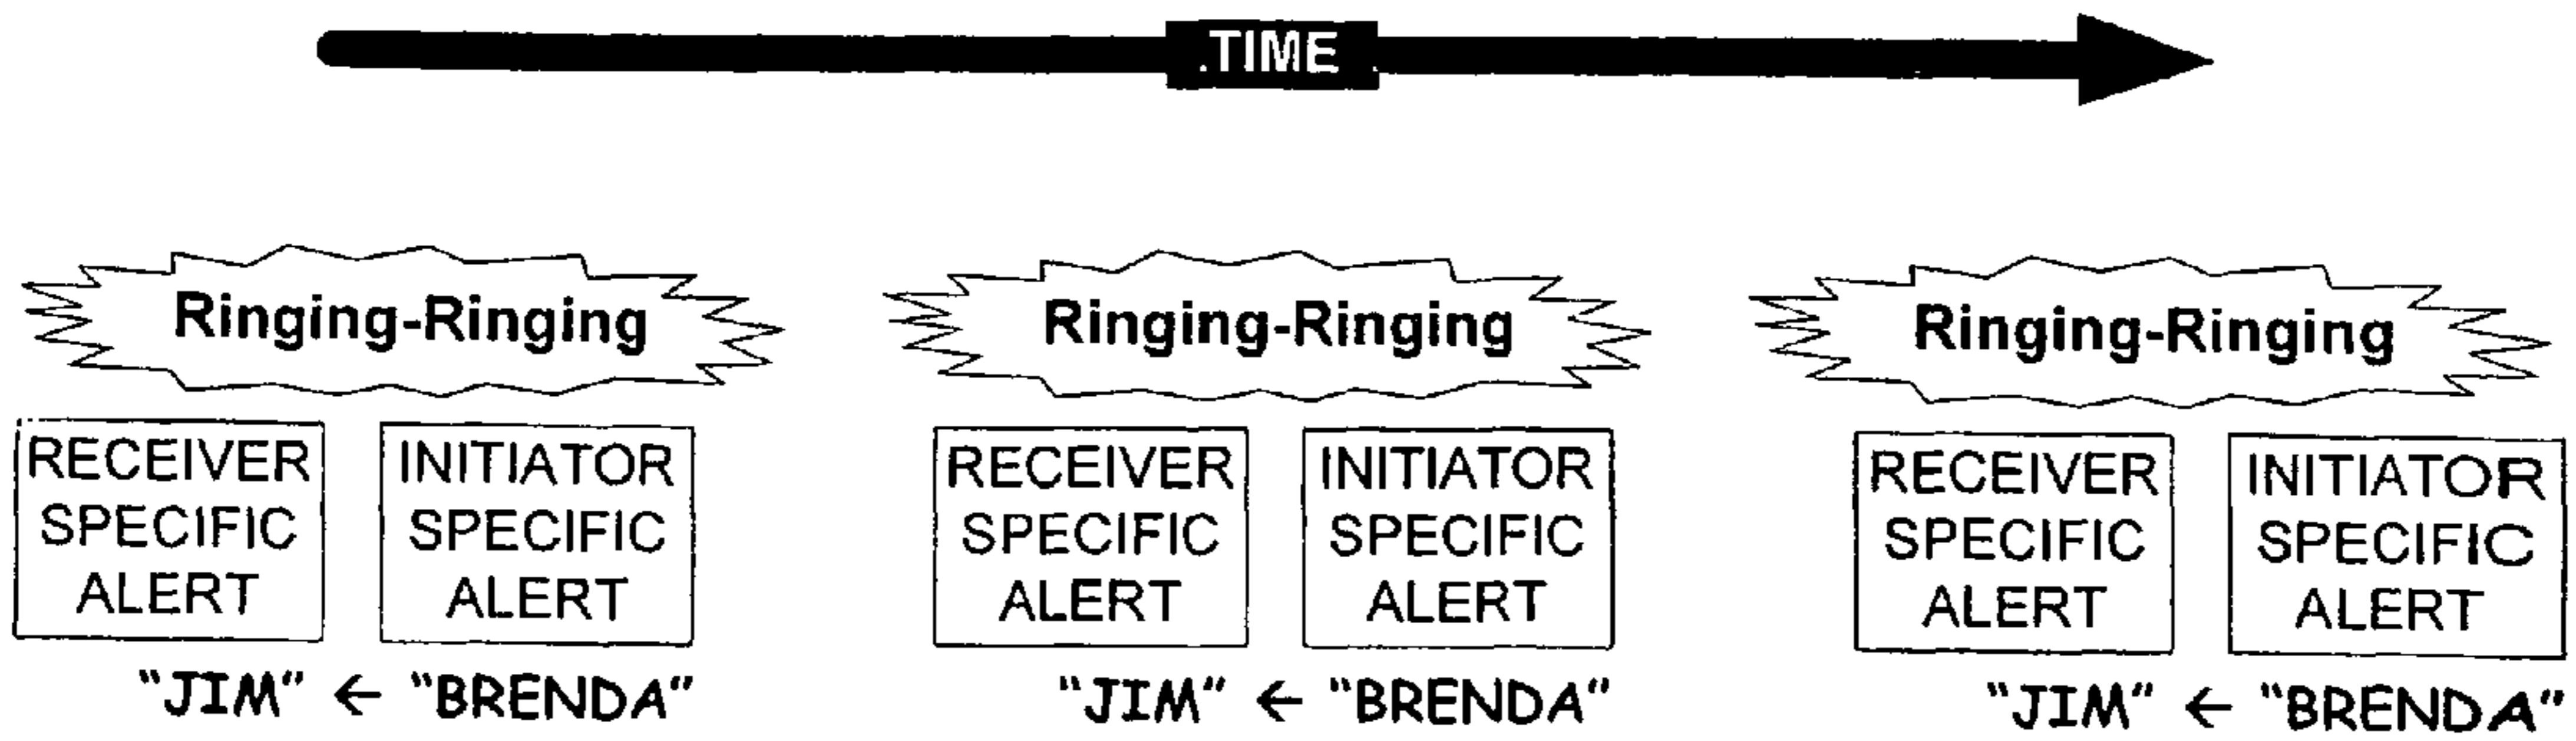 TIME
Ringing-Ringing Ringing-Ringing Ringing-Ringing
RECEIVER INITIATOR RECEIVER INITIATOR RECEIVER INITIATOR
SPECIFIC SPECIFIC SPECIFIC SPECIFIC SPECIFIC SPECIFIC
ALERT ALERT ALERT ALERT ALERT ALERT
“JIM” ← “BRENDA” “JIM” ← “BRENDA” “JIM” ← “BRENDA”